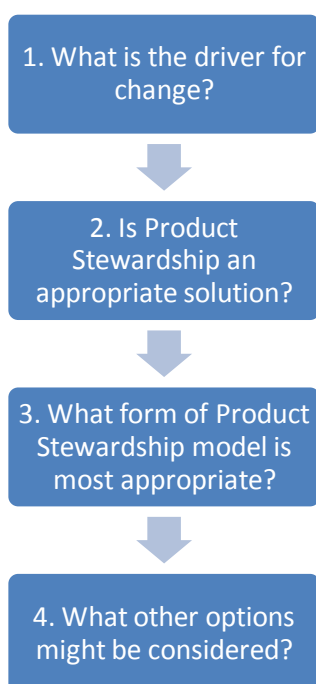 1. What is the driver for
change?
2. Is Product
Stewardship an
appropriate solution?
3. What form of Product
Stewardship model is
most appropriate?
4. What other options
might be considered?